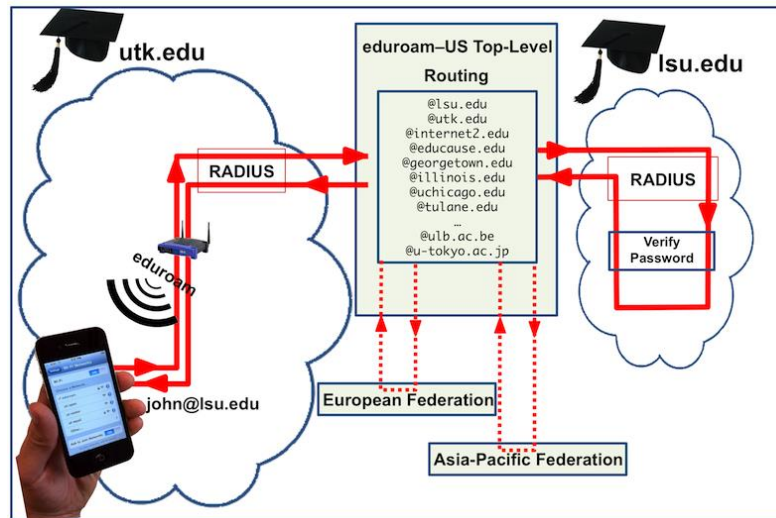 utk.edu
eduroam–US Top-Level
Routing
@lsu.edu
@utk.edu
@internet2.edu
@educause.edu
@georgetown.edu
@illinois.edu
@uchicago.edu
@tulane.edu
…
@ulb.ac.be
@u-tokyo.ac.jp
lsu.edu
RADIUS
RADIUS
Verify
Password
eduroam
john@lsu.edu
European Federation
Asia-Pacific Federation